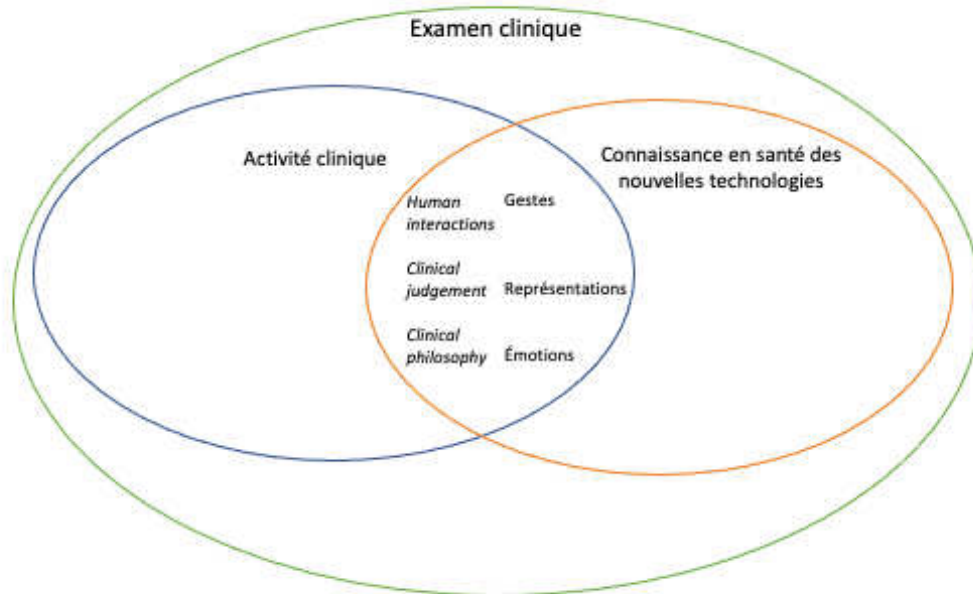 Examen clinique
Activité clinique
Connaissance en santé des
nouvelles technologies
Human Gestes
interactions
Clinical
judgement Représentations
Clinical
philosophy Émotions